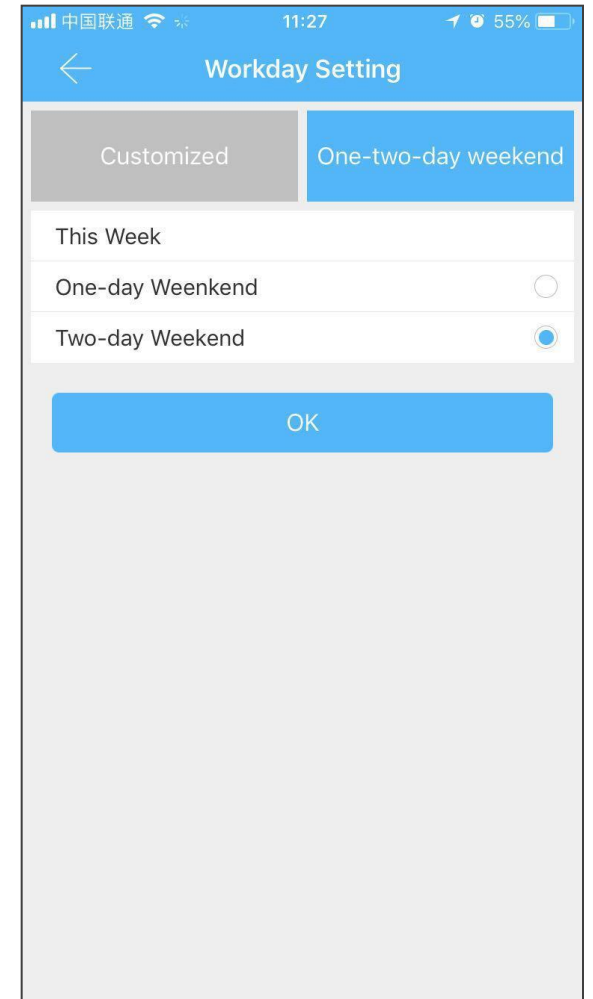 中国联通 11:27 55%
Workday Setting
Customized One-two-day weekend
This Week
One-day Weenkend
Two-day Weekend
OK